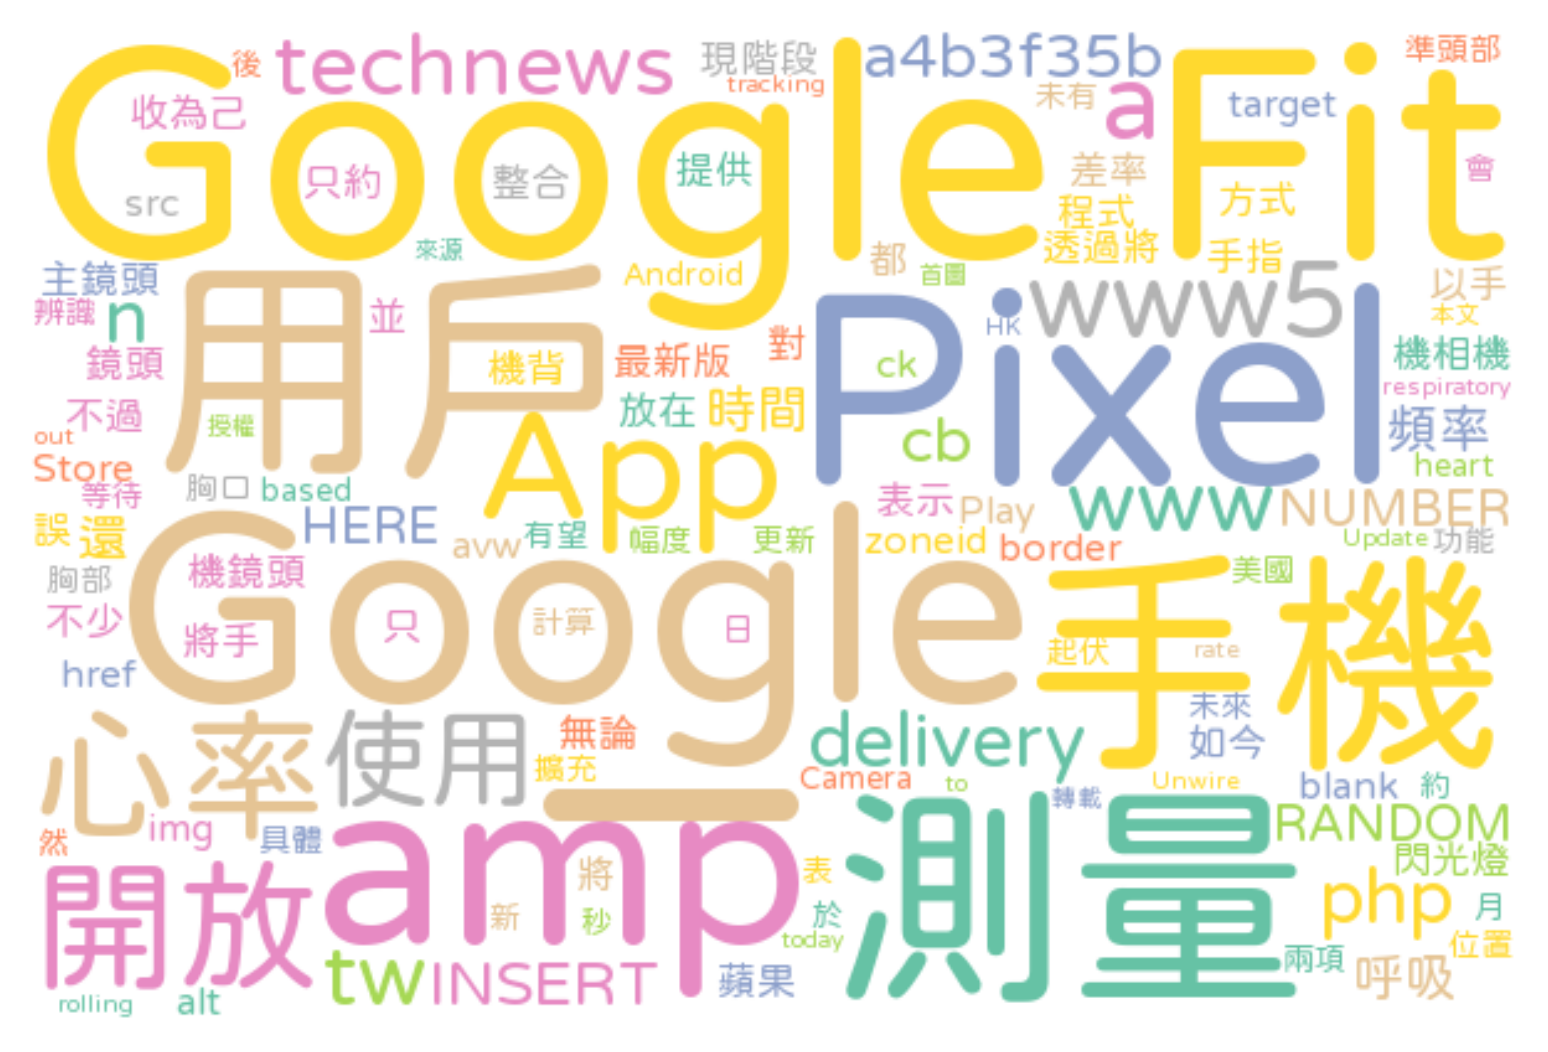 Google Fit
後
technews
現階段
tracking
a4b3f35b
準頭部
收為己
未有
a
target
只約
整合
提供
差率
會
src
程式
方式
來源
透過將
手指
都
首圖
主鏡頭
Android
以手
辨識
n
用戶
並
Pixel
HK
www5
本文
鏡頭
機背
最新版
對
ck
機相機
respiratory
不過
授權
放在
時間
cb
頻率
out
Store
App
heart
等待
胸口
based
表示
Play
www
NUMBER
誤
還
HERE
avw
有望
幅度
更新
zoneid
border
Update
功能
胸部
機鏡頭
Google
手機
美國
不少
將手
只
計算
日
起伏
rate
href
未來
心率
使用
無論
delivery
如今
擴充
Camera
to
Unwire
blank
約
轉載
然
img
具體
amp
測量
RANDOM
閃光燈
開放
將
表
php
月
新
秒
於
today
位置
tw
INSERT
蘋果
兩項
呼吸
rolling
alt